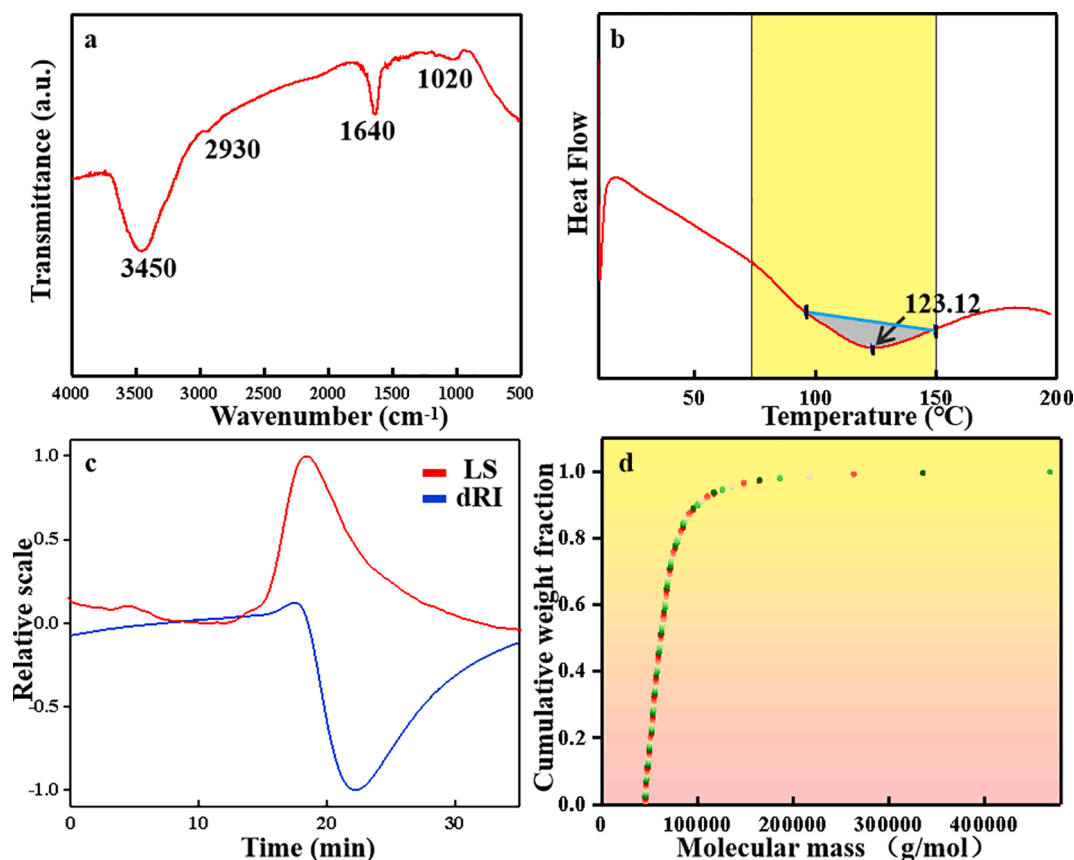 a
Transmittance (a.u.)
3450
2930
1640
1020
4000 3500 3000 2500 2000 1500 1000 500
Wavenumber (cm-1)
b
Heat Flow
123.12
50 100 150 200
Temperature (°C)
c
LS
dRI
Relative scale
1.0
0.5
0.0
-0.5
-1.0
0 10 20 30
Time (min)
d
Cumulative weight fraction
1.0
0.8
0.6
0.4
0.2
0.0
0 100000 200000 300000 400000
Molecular mass （g/mol）